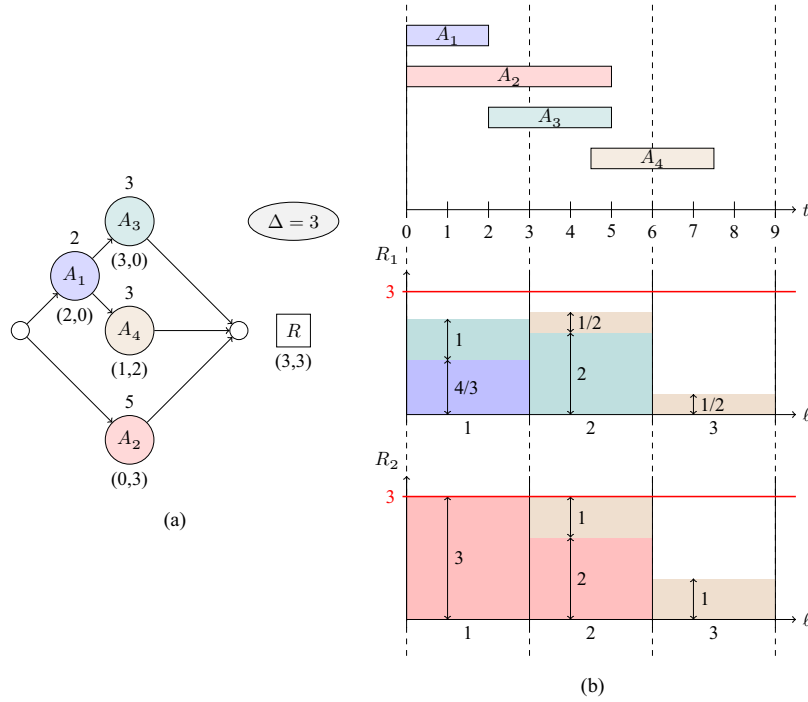 3
A₃
Δ = 3
2
(3,0)
A₁
3
(2,0)
A₄
R
(1,2)
(3,3)
5
A₂
(0,3)
(a)
A₁
A₂
A₃
A₄
t
0 1 2 3 4 5 6 7 8 9
R₁
3
1
1/2
4/3
2
1/2
ℓ
1 2 3
R₂
3
1
3
2
1
ℓ
1 2 3
(b)